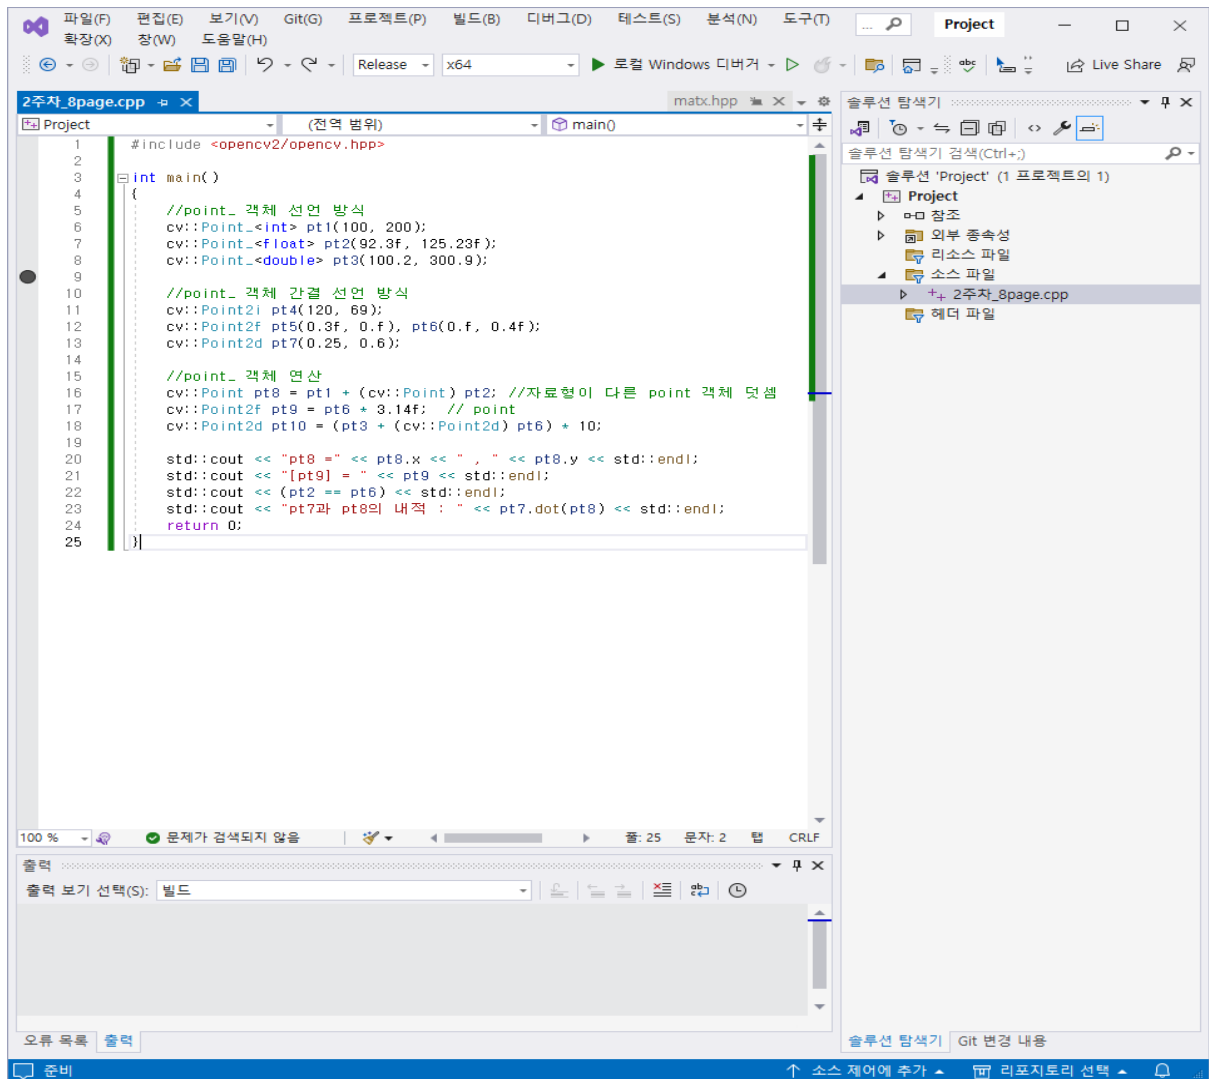 파일(F) 편집(E) 보기(V) Git(G) 프로젝트(P) 빌드(B) 디버그(D) 테스트(S) 분석(N) 도구(T) ... Project
확장(X) 창(W) 도움말(H)
Release x64 로컬 Windows 디버거 abc Live Share
2주차_8page.cpp matx.hpp
Project (전역 범위) main()
1 #include <opencv2/opencv.hpp>
2
3 int main()
4 {
5 //point_ 객체 선언 방식
6 cv::Point_<int> pt1(100, 200);
7 cv::Point_<float> pt2(92.3f, 125.23f);
8 cv::Point_<double> pt3(100.2, 300.9);
9
10 //point_ 객체 간결 선언 방식
11 cv::Point2i pt4(120, 69);
12 cv::Point2f pt5(0.3f, 0.f), pt6(0.f, 0.4f);
13 cv::Point2d pt7(0.25, 0.6);
14
15 //point_ 객체 연산
16 cv::Point pt8 = pt1 + (cv::Point) pt2; //자료형이 다른 point 객체 덧셈
17 cv::Point2f pt9 = pt6 * 3.14f; // point
18 cv::Point2d pt10 = (pt3 + (cv::Point2d) pt6) * 10;
19
20 std::cout << "pt8 =" << pt8.x << " , " << pt8.y << std::endl;
21 std::cout << "[pt9] = " << pt9 << std::endl;
22 std::cout << (pt2 == pt6) << std::endl;
23 std::cout << "pt7과 pt8의 내적 : " << pt7.dot(pt8) << std::endl;
24 return 0;
25 }
100 % 문제가 검색되지 않음 줄: 25 문자: 2 탭 CRLF
출력
출력 보기 선택(S): 빌드
오류 목록 출력
솔루션 탐색기
솔루션 탐색기 검색(Ctrl+;)
솔루션 'Project' (1 프로젝트의 1)
Project
참조
외부 종속성
리소스 파일
소스 파일
2주차_8page.cpp
헤더 파일
솔루션 탐색기 Git 변경 내용
준비 소스 제어에 추가 리포지토리 선택